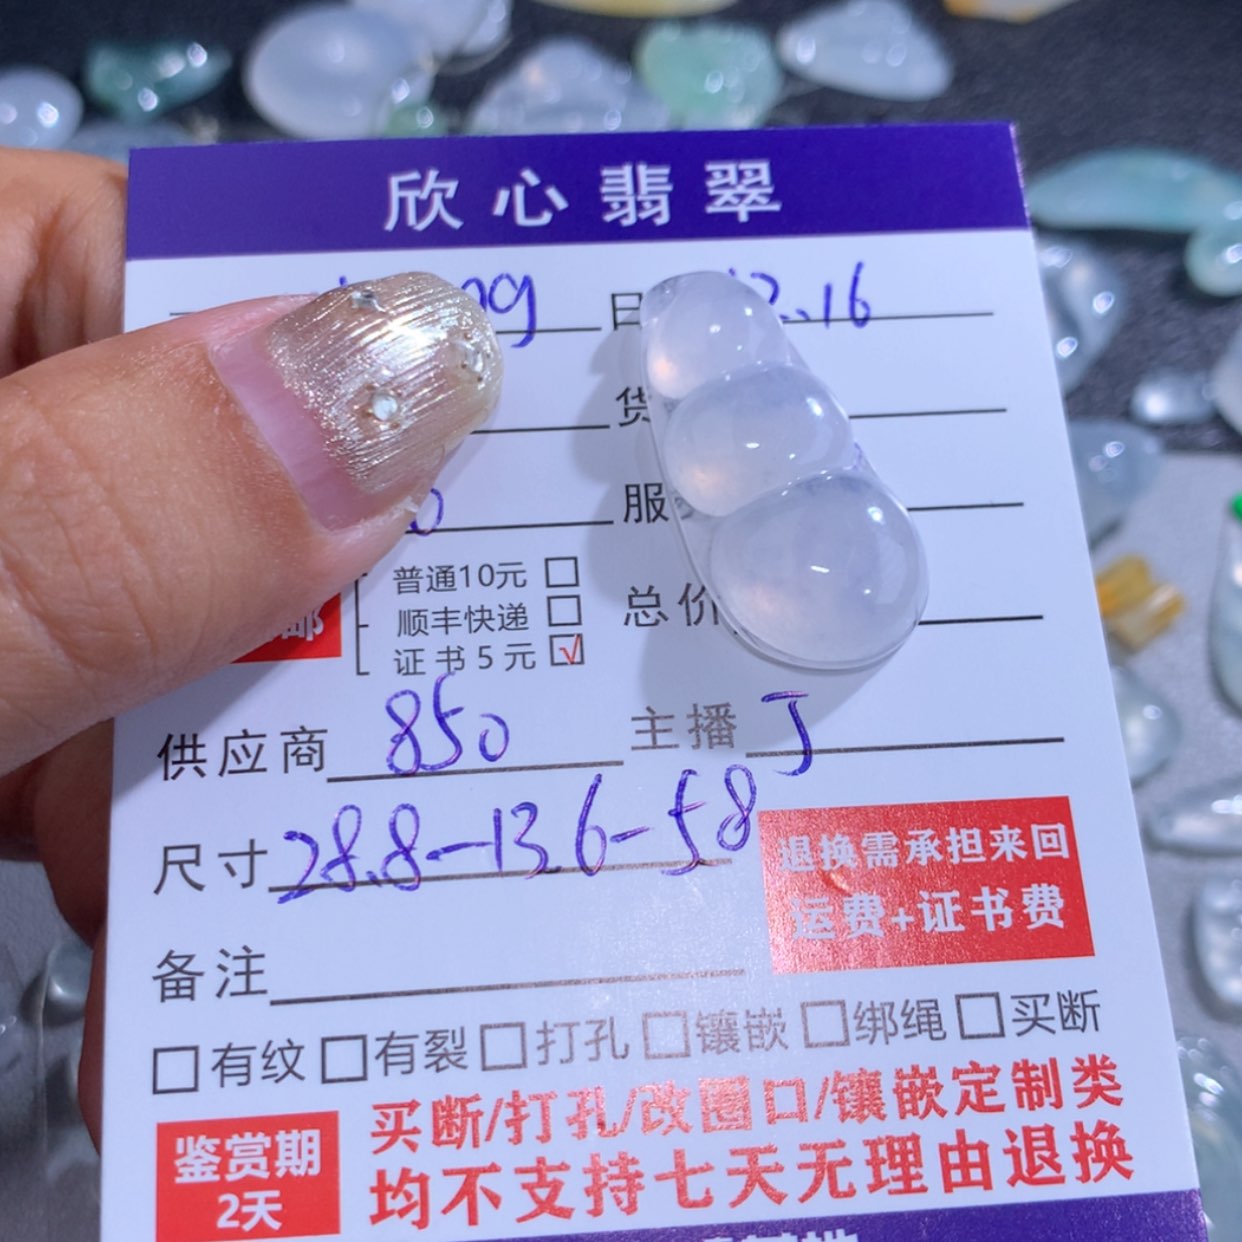 欣心翡翠
09 日 12.16
货
0 服
普通10元
顺丰快递
总价
证书5元 √
供应商 850 主播 J
尺寸 28.8-13.6-5.8
退换需承担来回
运费+证书费
备注
有纹 有裂 打孔 镶嵌 绑绳 买断
鉴赏期
2天
买断/打孔/改圈口/镶嵌定制类
均不支持七天无理由退换